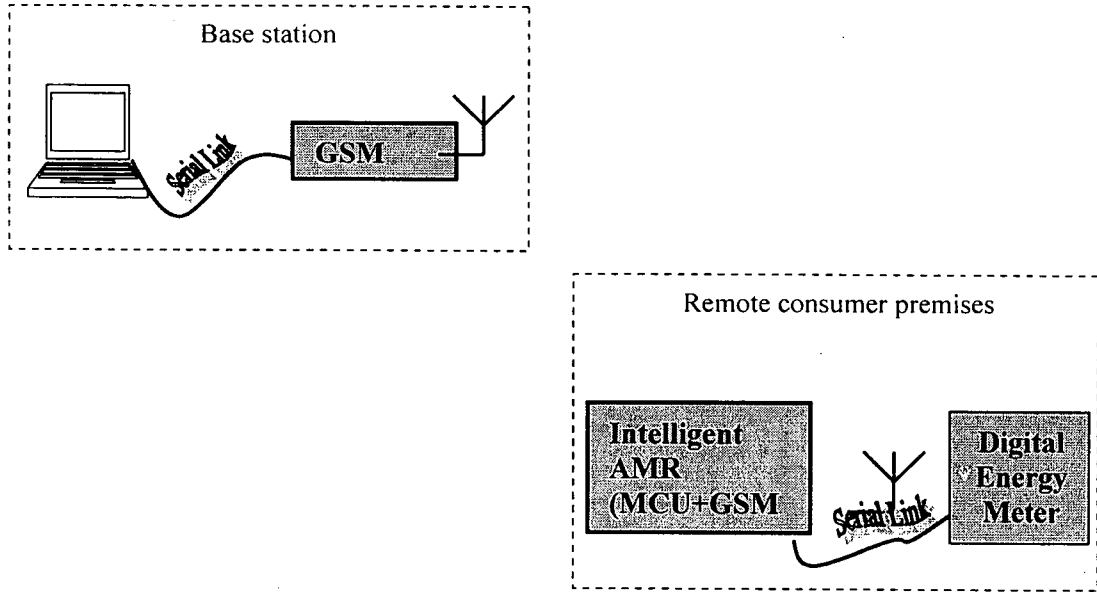 Base station
Serial Link
GSM
Remote consumer premises
Intelligent
AMR
(MCU+GSM
Serial Link
Digital
Energy
Meter